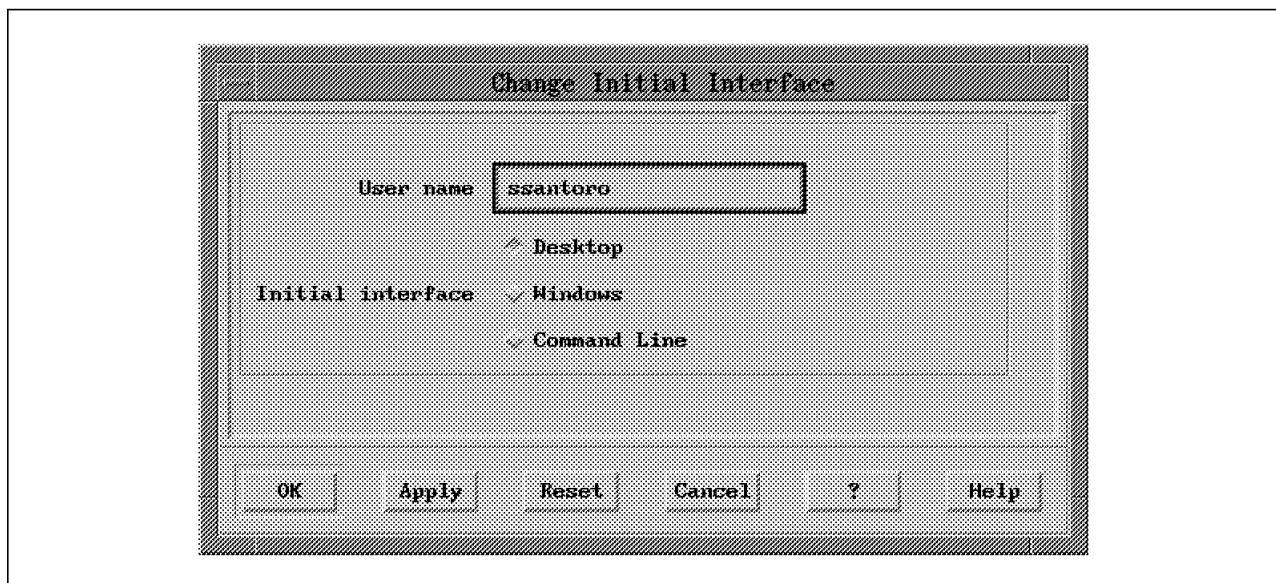 Change Initial Interface
User name ssantoro
Desktop
Initial interface Windows
Command Line
OK Apply Reset Cancel ? Help